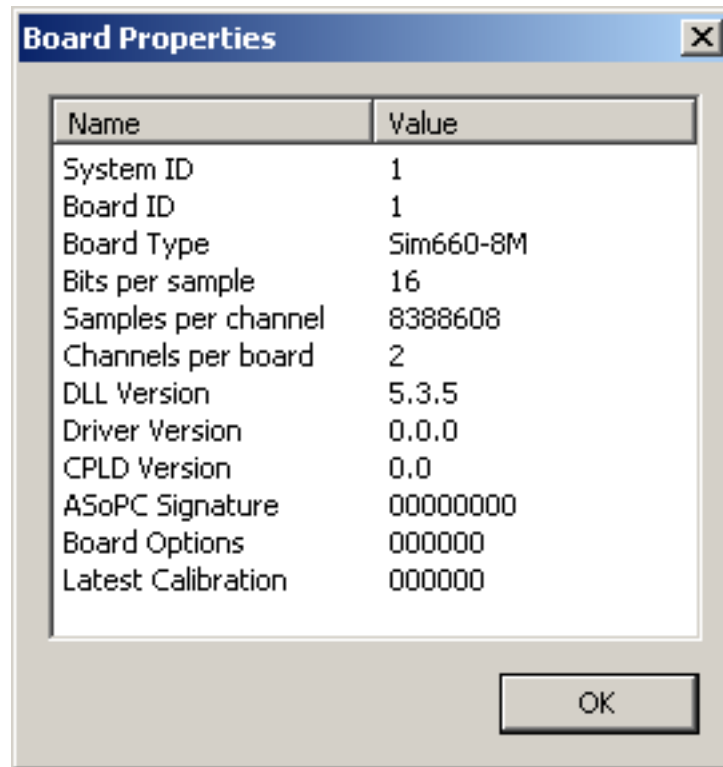 Board Properties
Name Value
System ID 1
Board ID 1
Board Type Sim660-8M
Bits per sample 16
Samples per channel 8388608
Channels per board 2
DLL Version 5.3.5
Driver Version 0.0.0
CPLD Version 0.0
ASoPC Signature 00000000
Board Options 000000
Latest Calibration 000000
OK